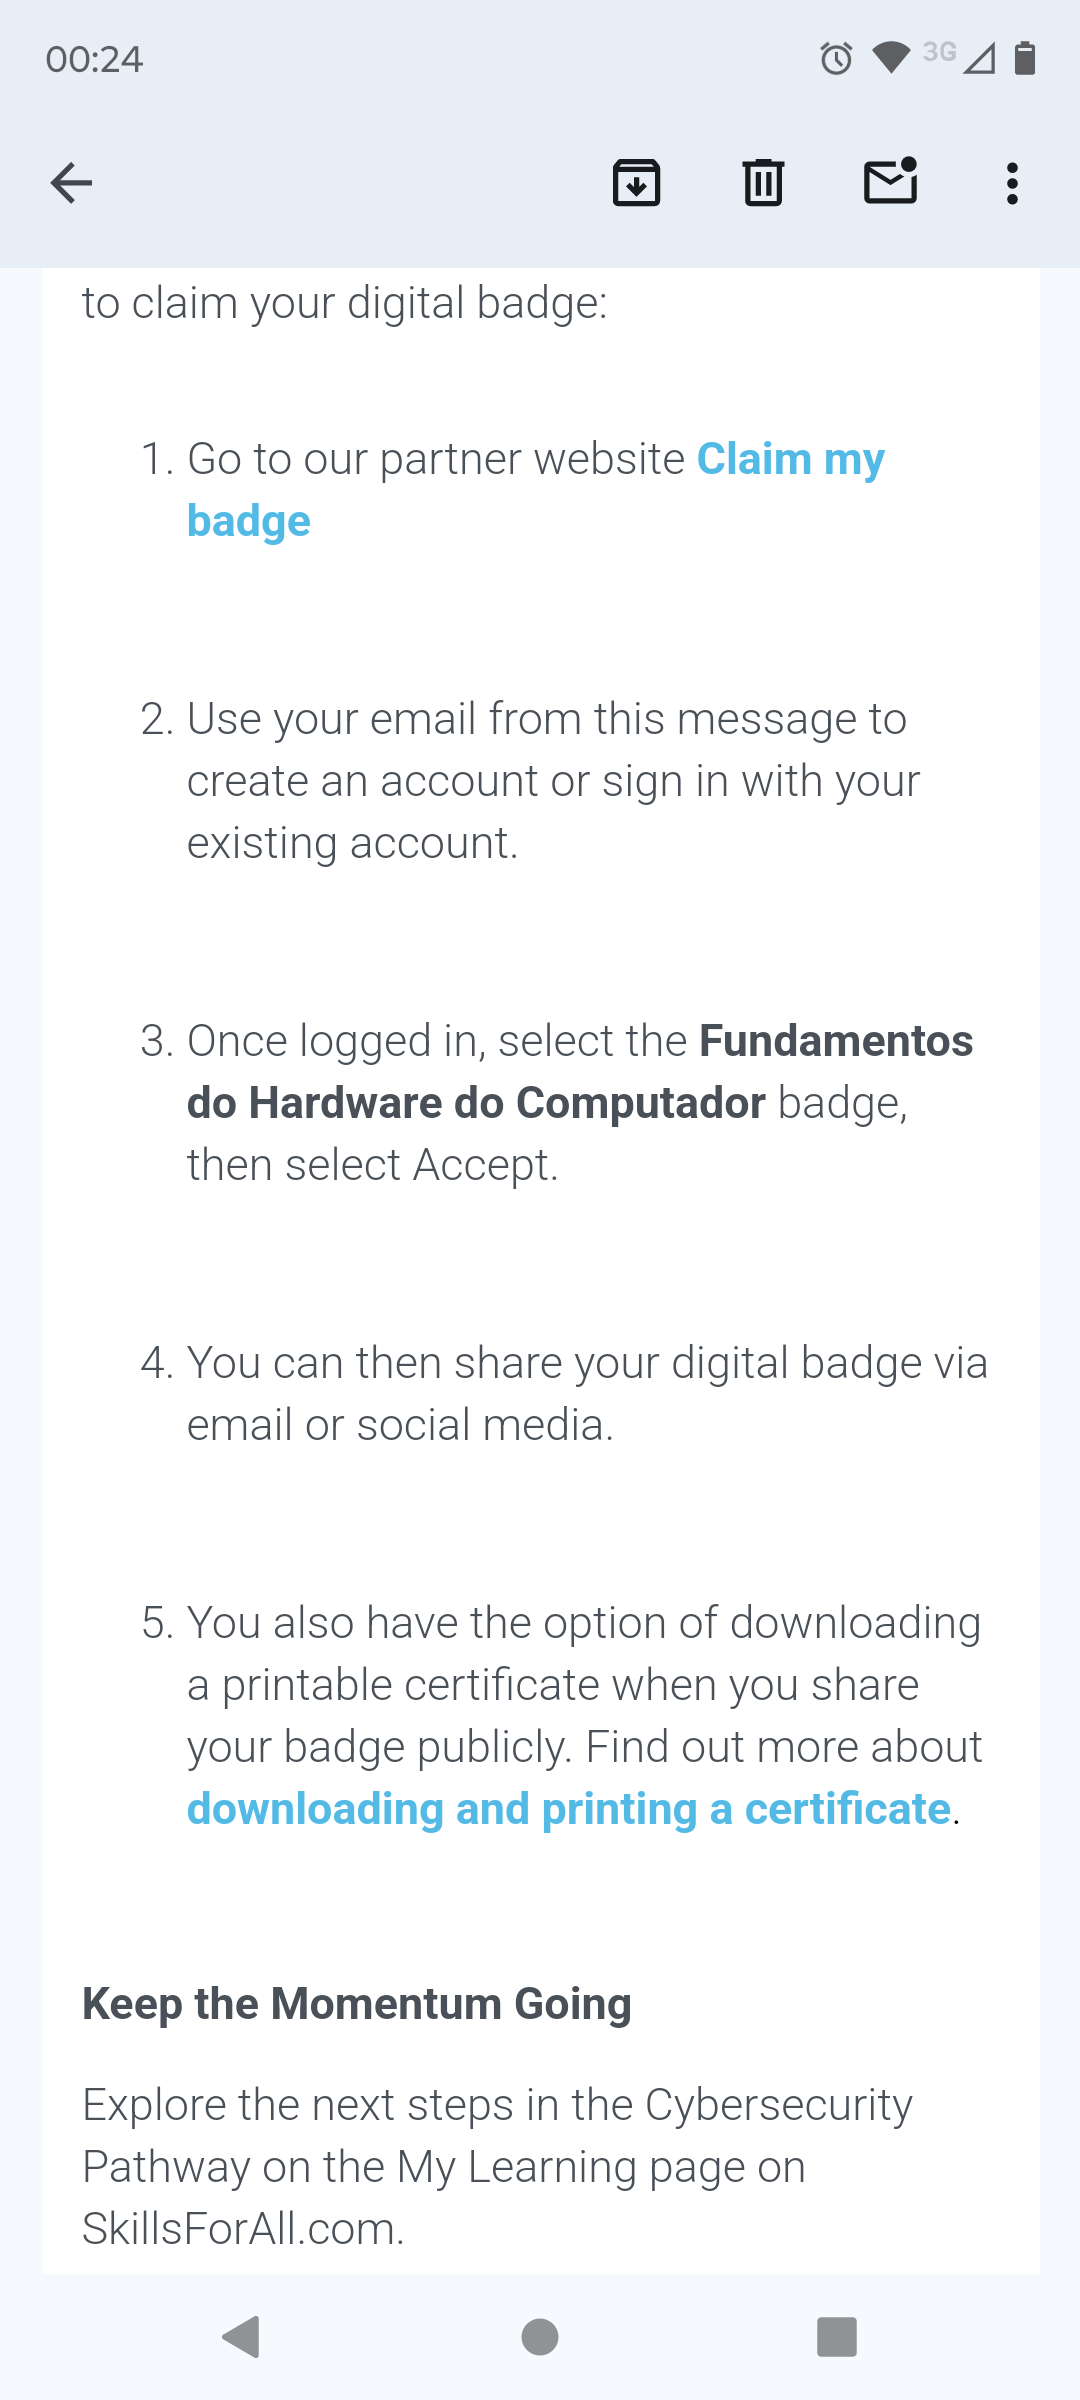 00:24
3G
to claim your digital badge:
1. Go to our partner website Claim my
badge
2. Use your email from this message to
create an account or sign in with your
existing account.
3. Once logged in, select the Fundamentos
do Hardware do Computador badge,
then select Accept.
4. You can then share your digital badge via
email or social media.
5. You also have the option of downloading
a printable certificate when you share
your badge publicly. Find out more about
downloading and printing a certificate.
Keep the Momentum Going
Explore the next steps in the Cybersecurity
Pathway on the My Learning page on
SkillsForAll.com.